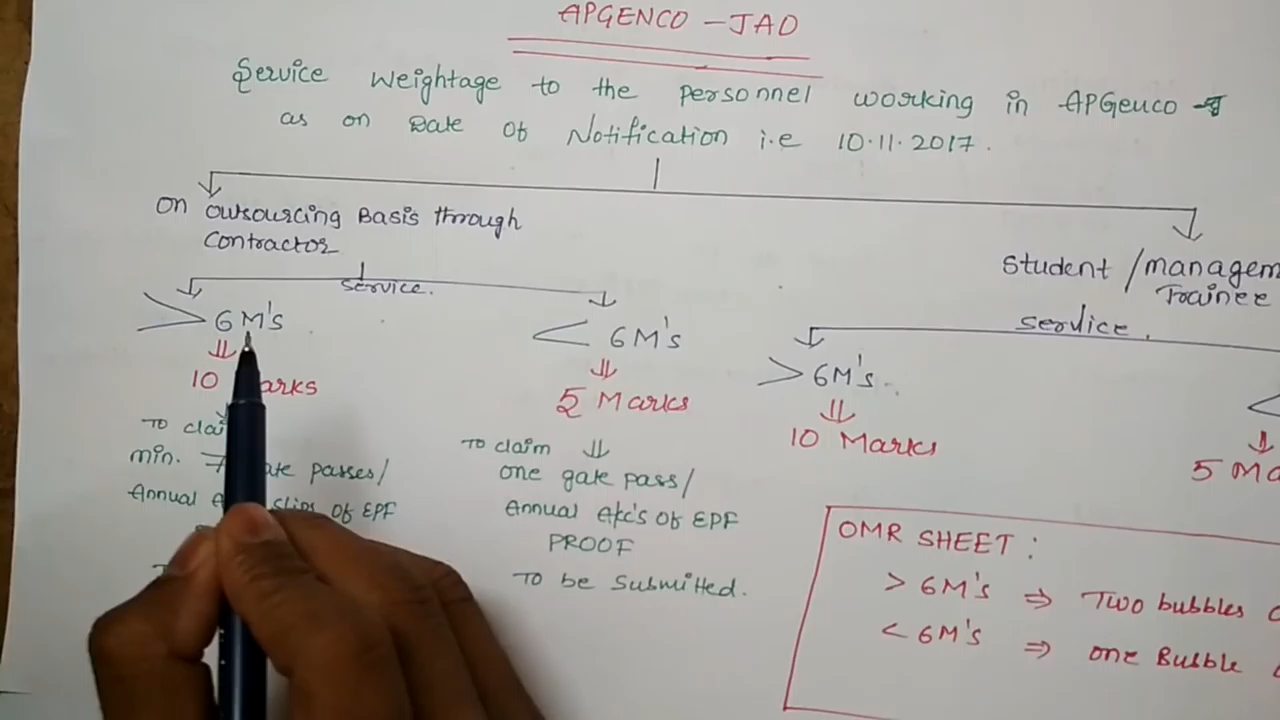 APGENCO - JAO
Service weightage to the personnel working in APGenco
as on Date of Notification i.e 10.11.2017.
On outsourcing Basis through
Contractor
service.
> 6M's
10 Marks
To
min. passes/
Annual Slips of EPF
< 6M's
5 Marks
To claim
one gate pass/
Annual A/c's of EPF
PROOF
To be Submitted.
Student /
Trainee
service.
> 6M's
10 Marks
<
5
OMR SHEET :
> 6M's ⇒ Two bubbles
< 6M's ⇒ one Bubble